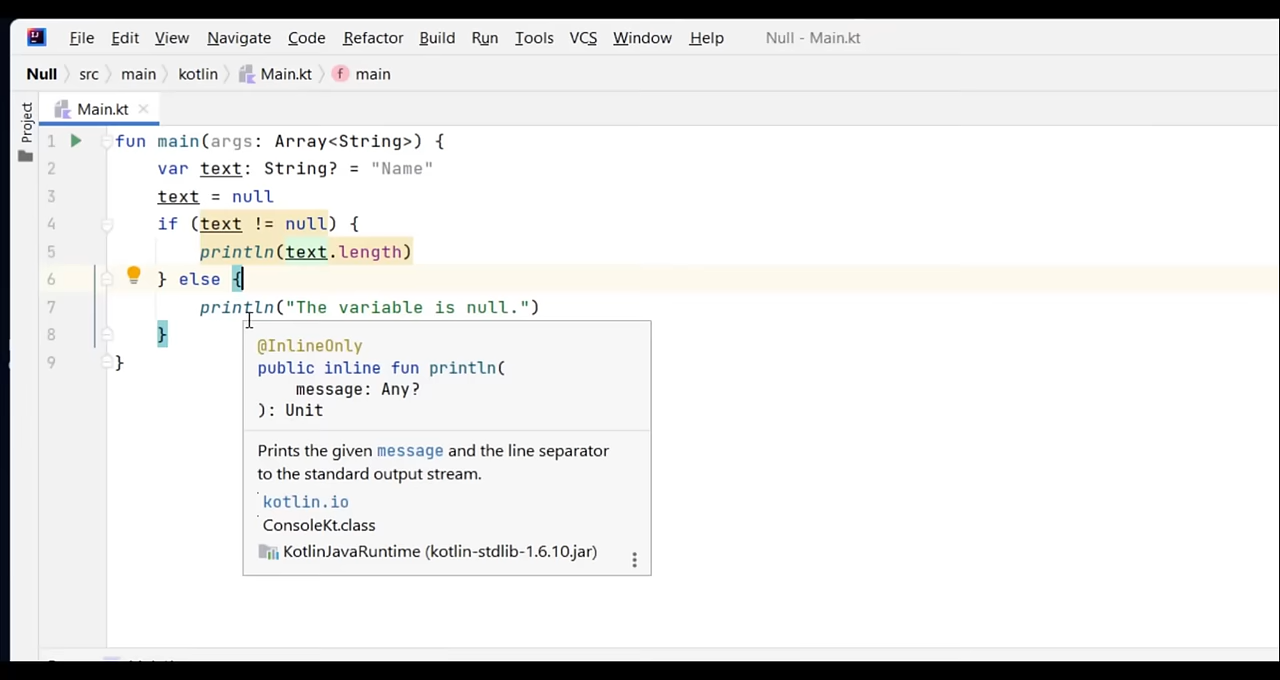 File Edit View Navigate Code Refactor Build Run Tools VCS Window Help Null - Main.kt
Null src main kotlin Main.kt f main
Project
Main.kt
1 fun main(args: Array<String>) {
2 var text: String? = "Name"
3 text = null
4 if (text != null) {
5 println(text.length)
6 } else {
7 println("The variable is null.")
8 }
9 }
@InlineOnly
public inline fun println(
message: Any?
): Unit
Prints the given message and the line separator
to the standard output stream.
kotlin.io
ConsoleKt.class
KotlinJavaRuntime (kotlin-stdlib-1.6.10.jar)